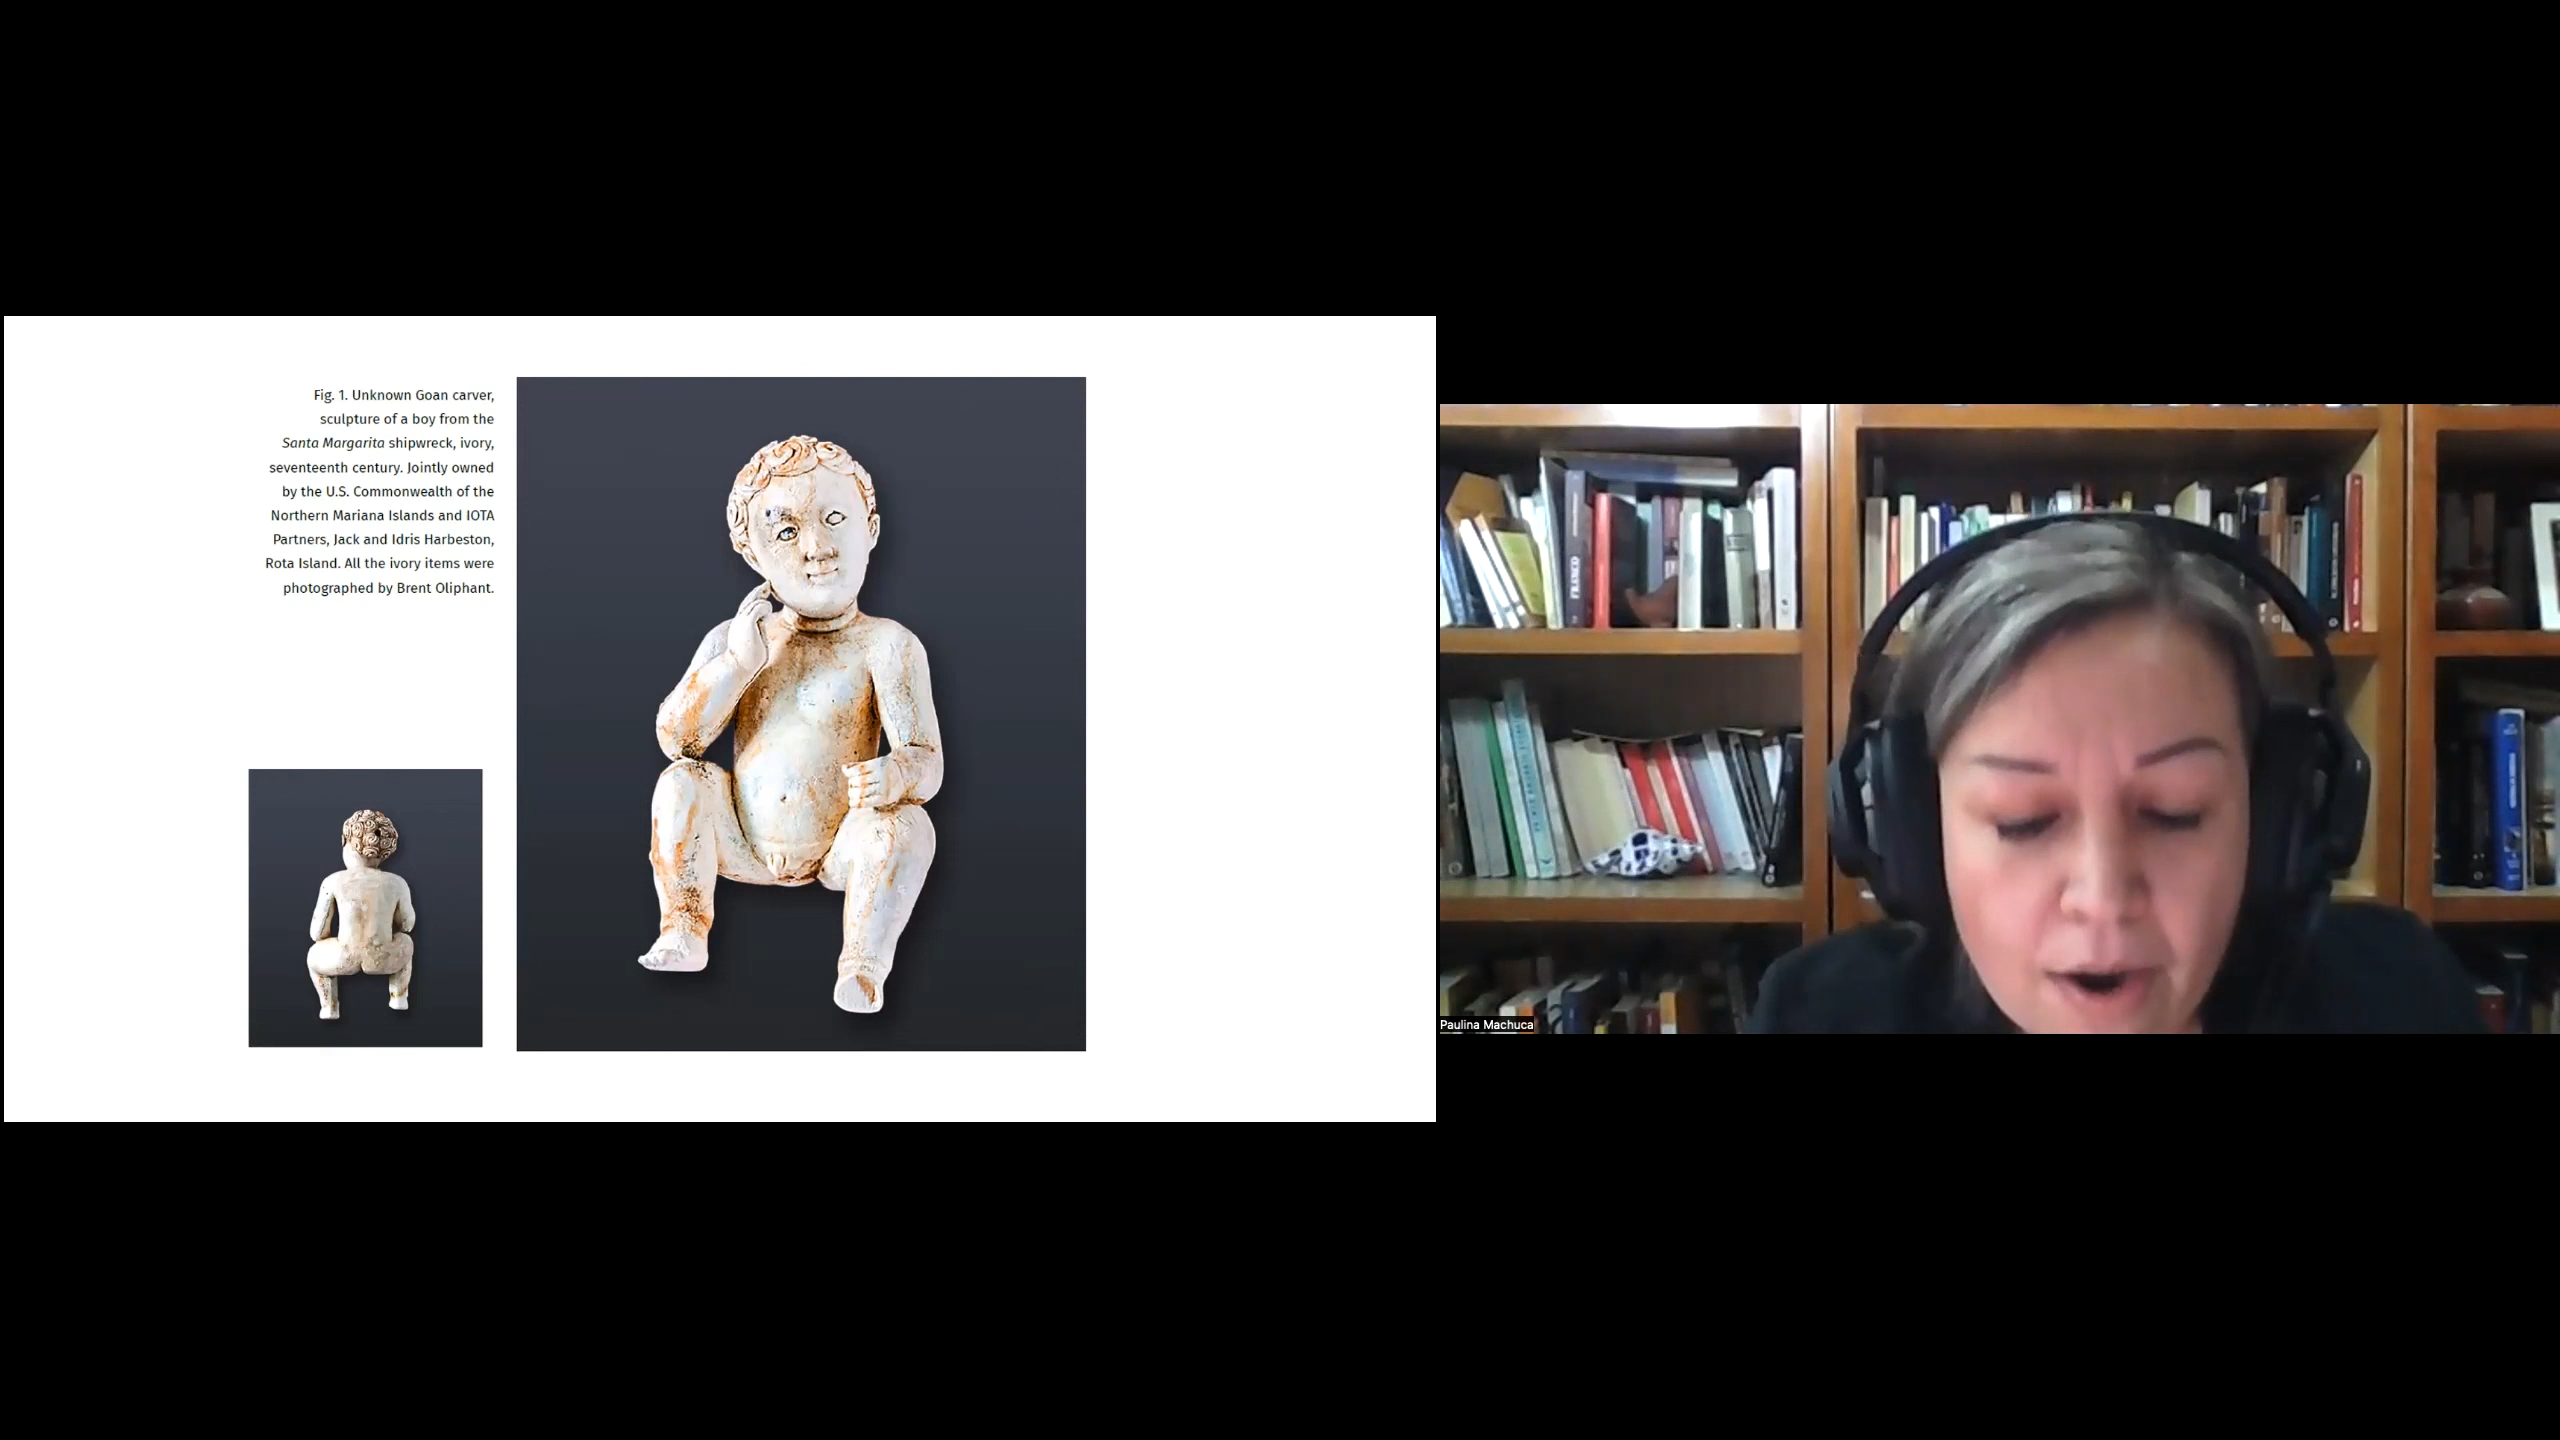 Fig. 1. Unknown Goan carver,
sculpture of a boy from the
Santa Margarita shipwreck, ivory,
seventeenth century. Jointly owned
by the U.S. Commonwealth of the
Northern Mariana Islands and IOTA
Partners, Jack and Idris Harbeston,
Rota Island. All the ivory items were
photographed by Brent Oliphant.
FRANCO
Paulina Machuca